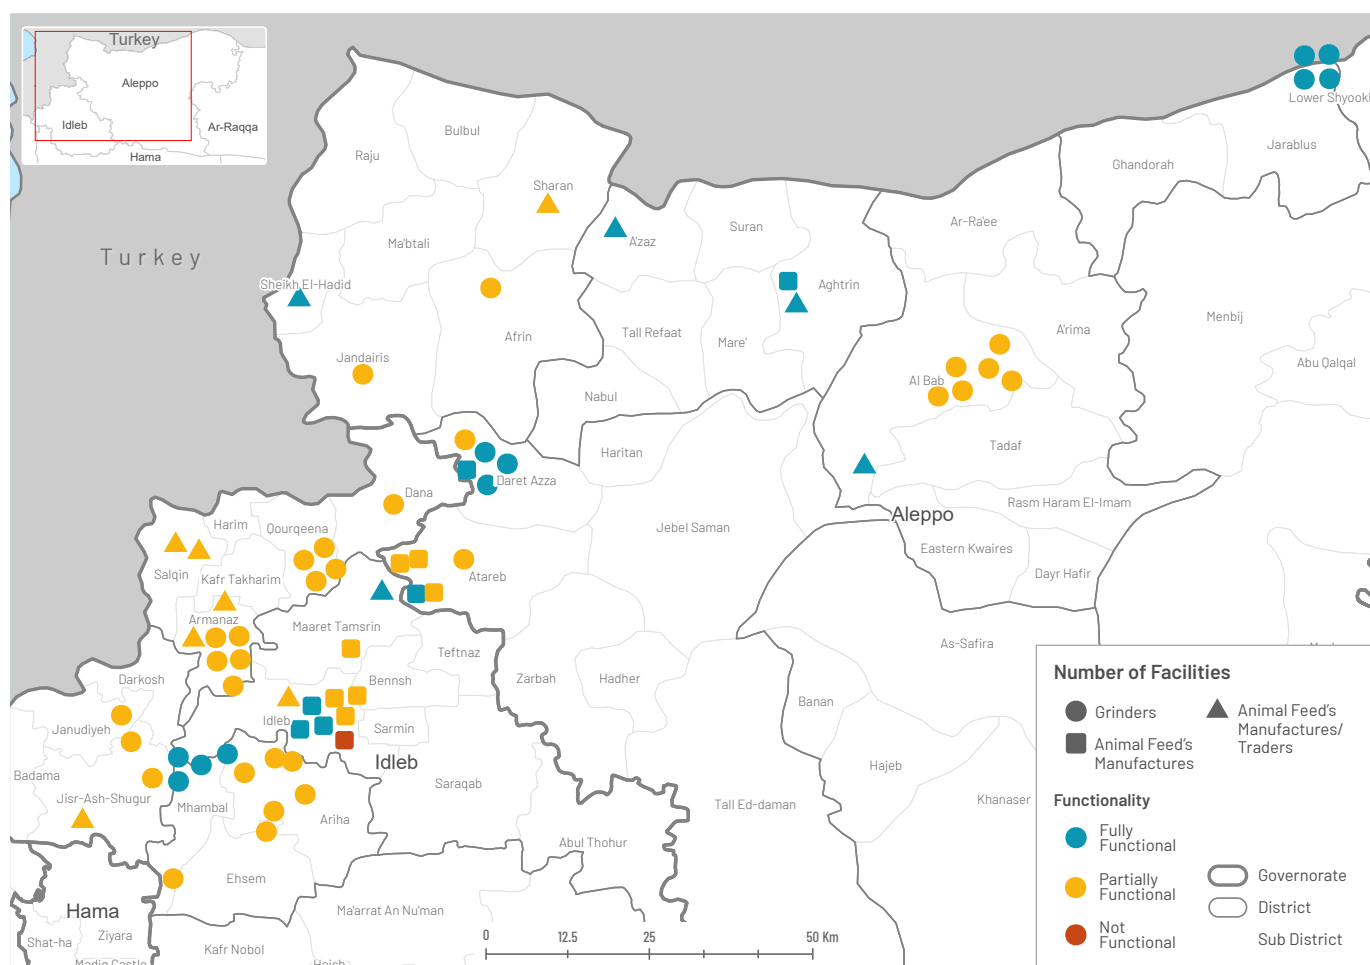 Turkey
Aleppo
Idleb
Ar-Raqqa
Hama
Lower Shyookh
Jarablus
Ghandorah
Bulbul
Raju
Sharan
Ar-Ra'ee
Suran
A'zaz
Ma'btali
Turkey
Sheikh El-Hadid
Aghtrin
Menbij
A'rima
Tall Refaat
Afrin
Mare'
Jandairis
Abu Qalqal
Al Bab
Nabul
Tadaf
Haritan
Daret Azza
Dana
Rasm Haram El-Imam
Aleppo
Harim
Qourqeena
Jebel Saman
Eastern Kwaires
Salqin
Kafr Takharim
Atareb
Dayr Hafir
Armanaz
Maaret Tamsrin
As-Safira
Teftnaz
Darkosh
Zarbah
Hadher
Bennsh
Banan
Idleb
Janudiyeh
Sarmin
Idleb
Badama
Hajeb
Saraqab
Jisr-Ash-Shugur
Mhambal
Ariha
Tall Ed-daman
Khanaser
Abul Thohur
Ehsem
Hama
Ma'arrat An Nu'man
Ziyara
Shat-ha
Kafr Nobol
Madiq Castle
Heish
0 12.5 25 50 Km
Number of Facilities
Grinders
Animal Feed's
Manufactures
Animal Feed's
Manufactures/
Traders
Functionality
Fully
Functional
Partially
Functional
Not
Functional
Governorate
District
Sub District